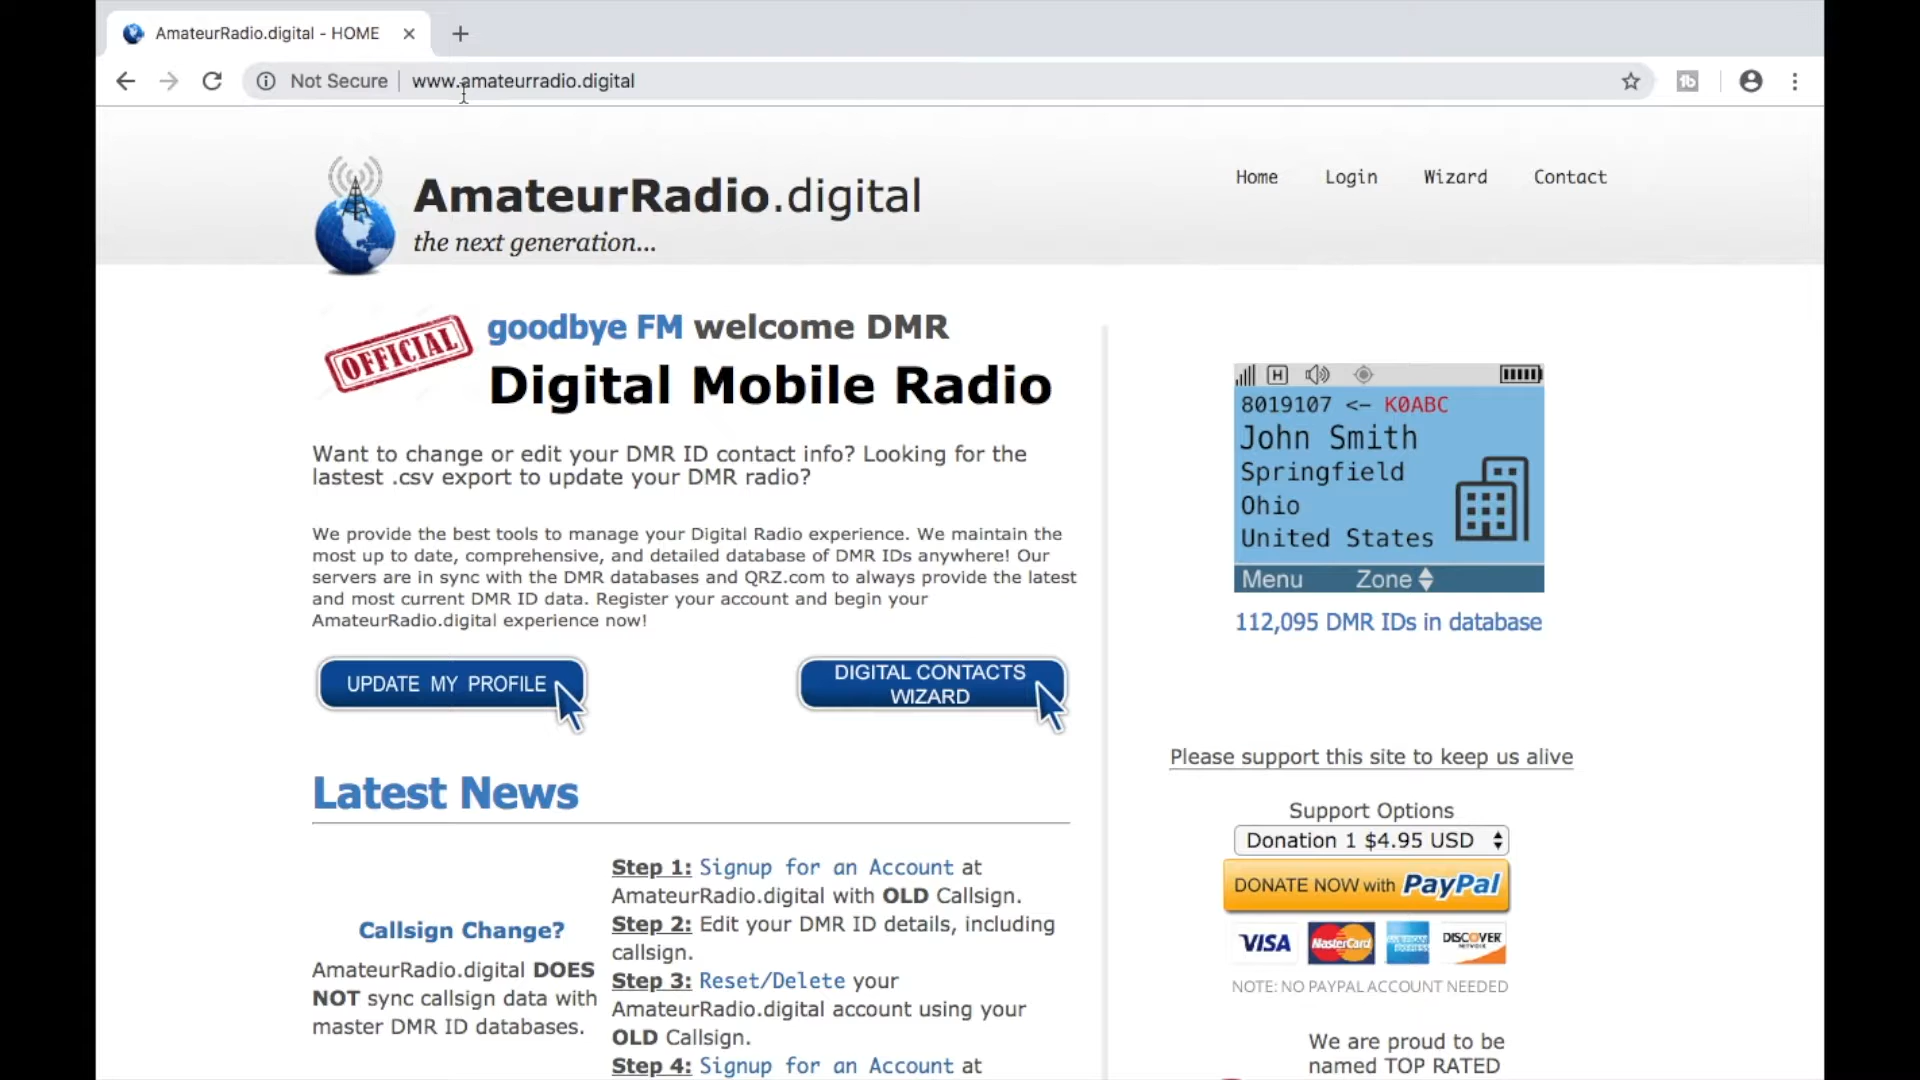 AmateurRadio.digital - HOME
Not Secure www.amateurradio.digital
AmateurRadio.digital
the next generation...
Home Login Wizard Contact
OFFICIAL
goodbye FM welcome DMR
Digital Mobile Radio
Want to change or edit your DMR ID contact info? Looking for the
lastest .csv export to update your DMR radio?
We provide the best tools to manage your Digital Radio experience. We maintain the
most up to date, comprehensive, and detailed database of DMR IDs anywhere! Our
servers are in sync with the DMR databases and QRZ.com to always provide the latest
and most current DMR ID data. Register your account and begin your
AmateurRadio.digital experience now!
UPDATE MY PROFILE
DIGITAL CONTACTS
WIZARD
Latest News
Callsign Change?
AmateurRadio.digital DOES
NOT sync callsign data with
master DMR ID databases.
Step 1: Signup for an Account at
AmateurRadio.digital with OLD Callsign.
Step 2: Edit your DMR ID details, including
callsign.
Step 3: Reset/Delete your
AmateurRadio.digital account using your
OLD Callsign.
Step 4: Signup for an Account at
H
8019107 <- K0ABC
John Smith
Springfield
Ohio
United States
Menu Zone
112,095 DMR IDs in database
Please support this site to keep us alive
Support Options
Donation 1 $4.95 USD
DONATE NOW with PayPal
VISA MasterCard AMERICAN EXPRESS DISCOVER NETWORK
NOTE: NO PAYPAL ACCOUNT NEEDED
We are proud to be
named TOP RATED